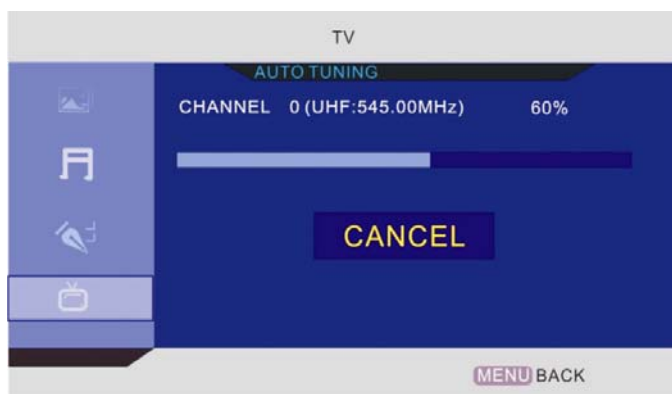 TV
AUTO TUNING
CHANNEL 0 (UHF:545.00MHz) 60%
CANCEL
MENU BACK